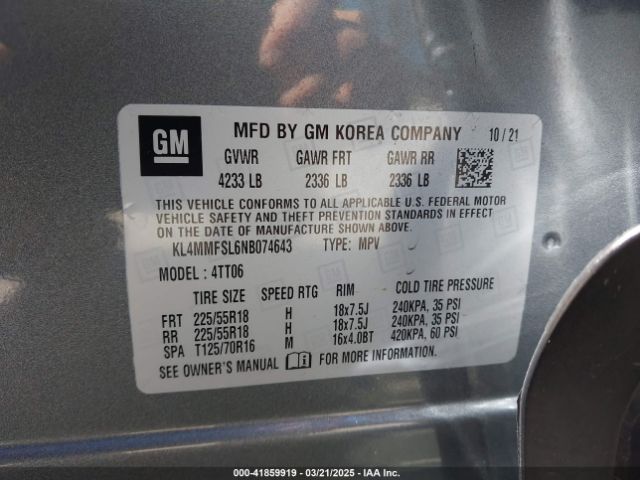 GM
MFD BY GM KOREA COMPANY 10/21
GVWR GAWR FRT GAWR RR
4233 LB 2336 LB 2336 LB
THIS VEHICLE CONFORMS TO ALL APPLICABLE U.S. FEDERAL MOTOR
VEHICLE SAFETY AND THEFT PREVENTION STANDARDS IN EFFECT
ON THE DATE OF MANUFACTURE SHOWN ABOVE.
KL4MMFSL6NB074643 TYPE: MPV
MODEL: 4TT06
TIRE SIZE SPEED RTG RIM COLD TIRE PRESSURE
FRT 225/55R18 H 18x7.5J 240KPA, 35 PSI
RR 225/55R18 H 18x7.5J 240KPA, 35 PSI
SPA T125/70R16 M 16x4.0BT 420KPA, 60 PSI
SEE OWNER'S MANUAL FOR MORE INFORMATION.
000-41859919 - 03/21/2025 - IAA Inc.